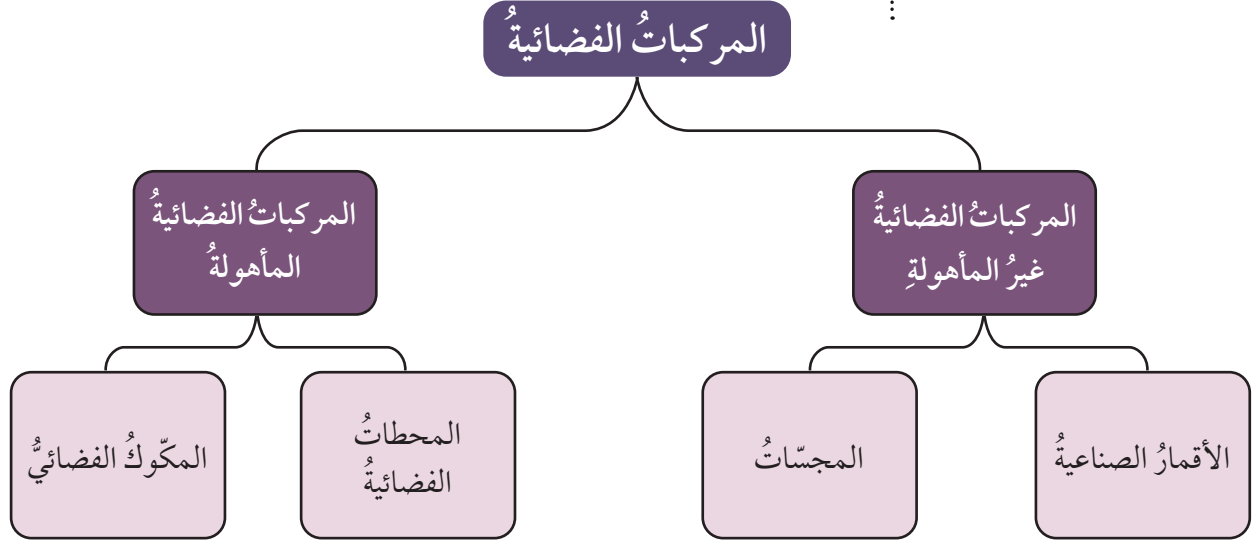 المركباتُ الفضائيةُ
المركباتُ الفضائيةُ
غيرُ المأهولةِ
المركباتُ الفضائيةُ
المأهولةُ
الأقمارُ الصناعيةُ
المجسّاتُ
المحطاتُ
الفضائيةُ
المكّوكُ الفضائيُّ